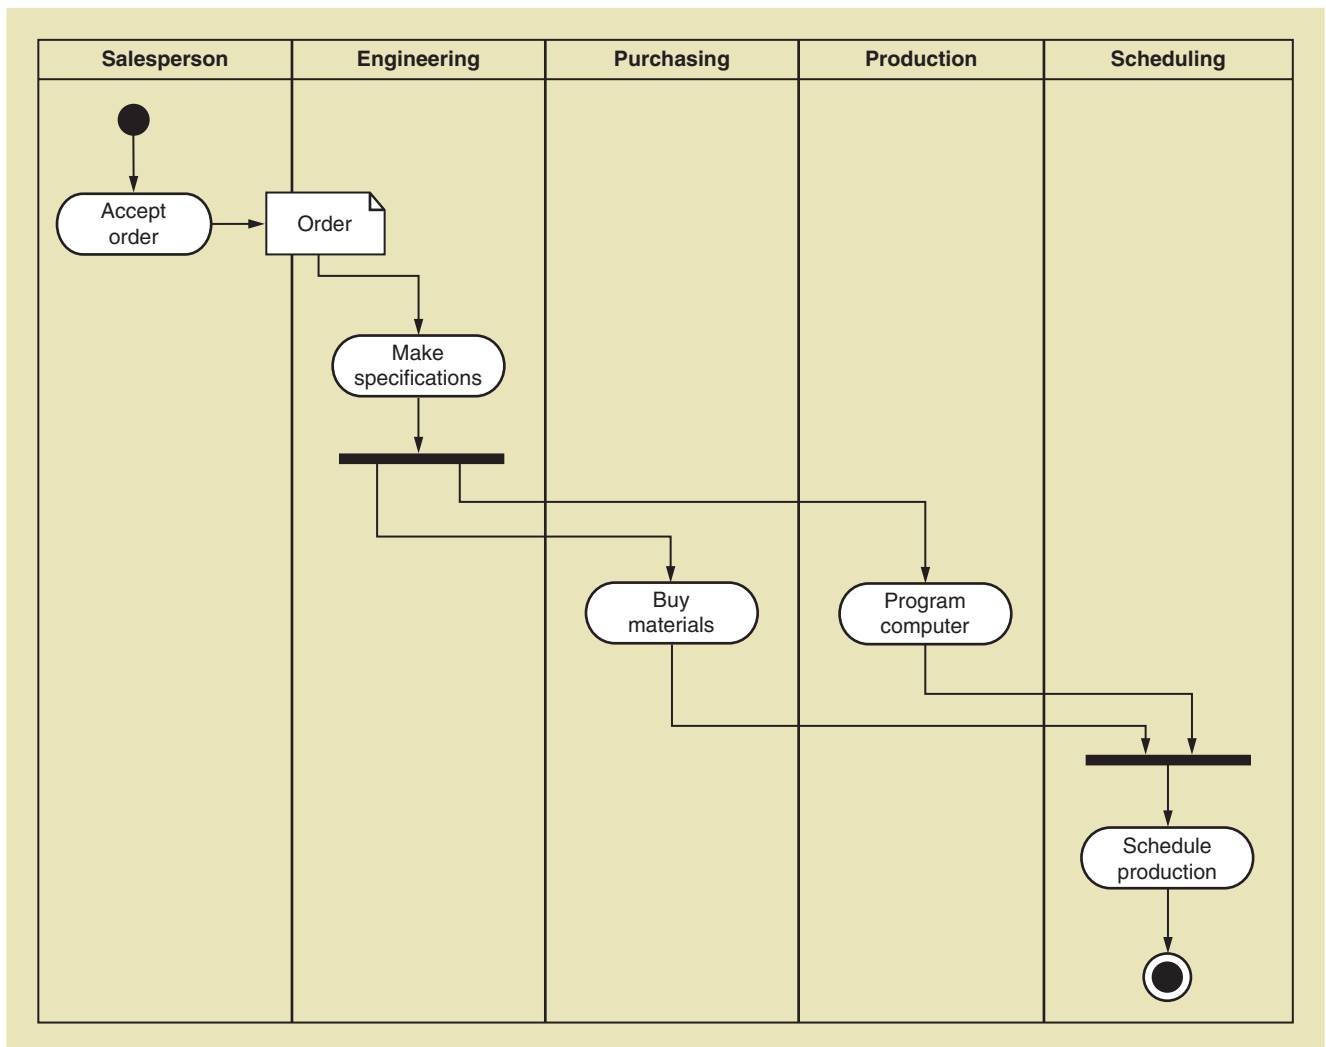 Salesperson
Engineering
Purchasing
Production
Scheduling
Accept
order
Order
Make
specifications
Buy
materials
Program
computer
Schedule
production